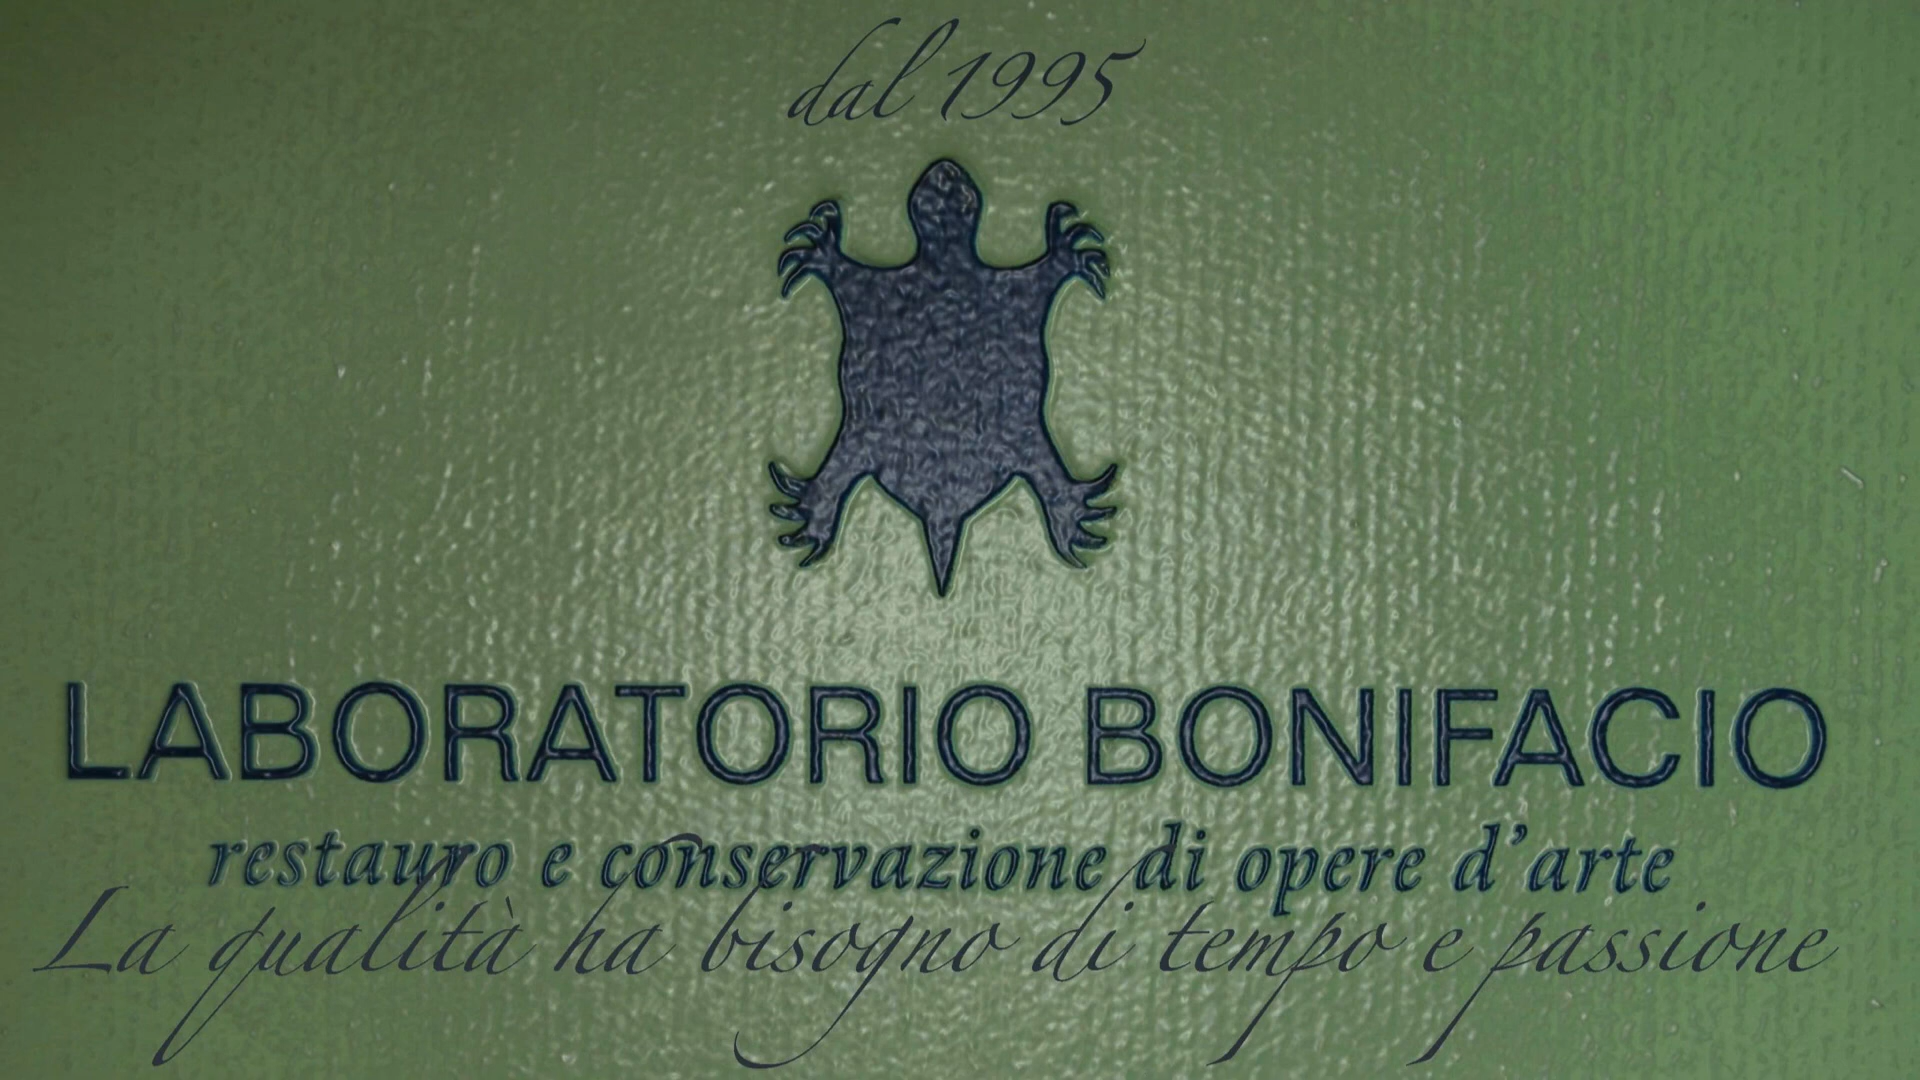 dal 1995
LABORATORIO BONIFACIO
restauro e conservazione di opere d'arte
La qualità ha bisogno di tempo e passione